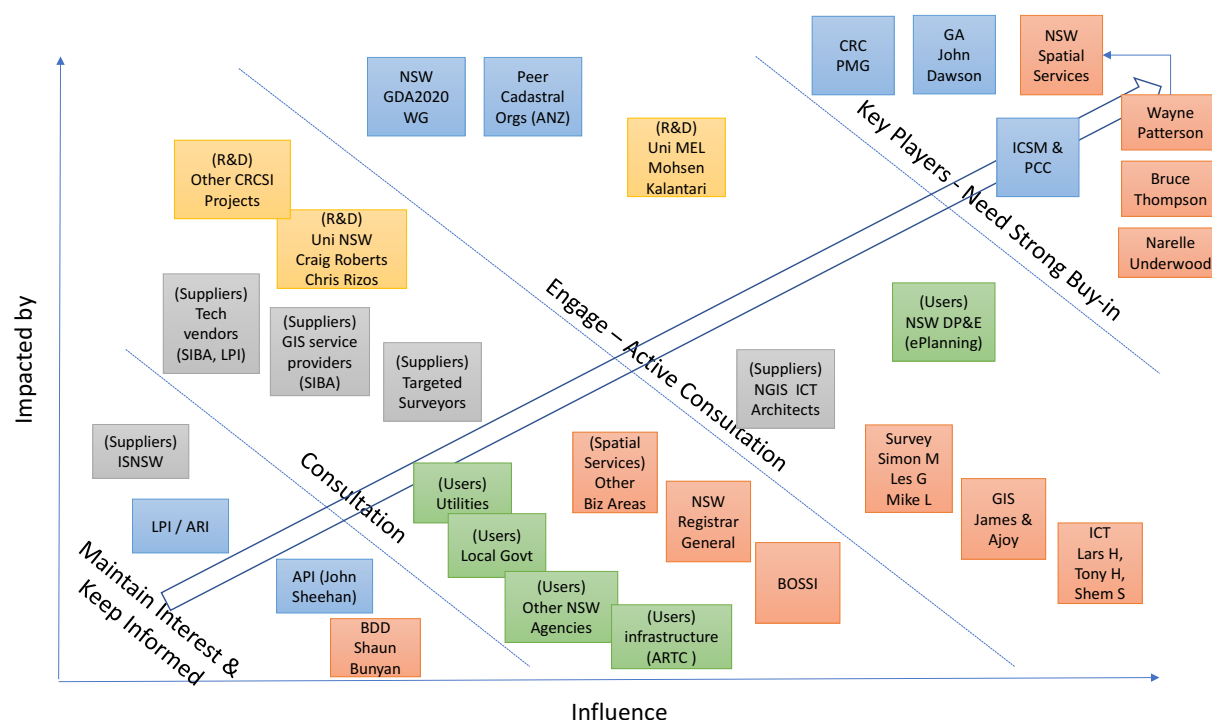 CRC
PMG
GA
John
Dawson
NSW
Spatial
Services
NSW
GDA2020
WG
Peer
Cadastral
Orgs (ANZ)
(R&D)
Uni MEL
Mohsen
Kalantari
ICSM &
PCC
Wayne
Patterson
Bruce
Thompson
Narelle
Underwood
Key Players - Need Strong Buy-in
(R&D)
Other CRCSI
Projects
(R&D)
Uni NSW
Craig Roberts
Chris Rizos
(Suppliers)
Tech
vendors
(SIBA, LPI)
(Suppliers)
GIS service
providers
(SIBA)
(Suppliers)
Targeted
Surveyors
Engage – Active Consultation
(Users)
NSW DP&E
(ePlanning)
(Suppliers)
NGIS ICT
Architects
Impacted by
(Suppliers)
ISNSW
LPI / ARI
Consultation
(Users)
Utilities
(Users)
Local Govt
(Users)
Other NSW
Agencies
(Users)
infrastructure
(ARTC )
(Spatial
Services)
Other
Biz Areas
NSW
Registrar
General
BOSSI
Survey
Simon M
Les G
Mike L
GIS
James &
Ajoy
ICT
Lars H,
Tony H,
Shem S
API (John
Sheehan)
BDD
Shaun
Bunyan
Maintain Interest &
Keep Informed
Influence